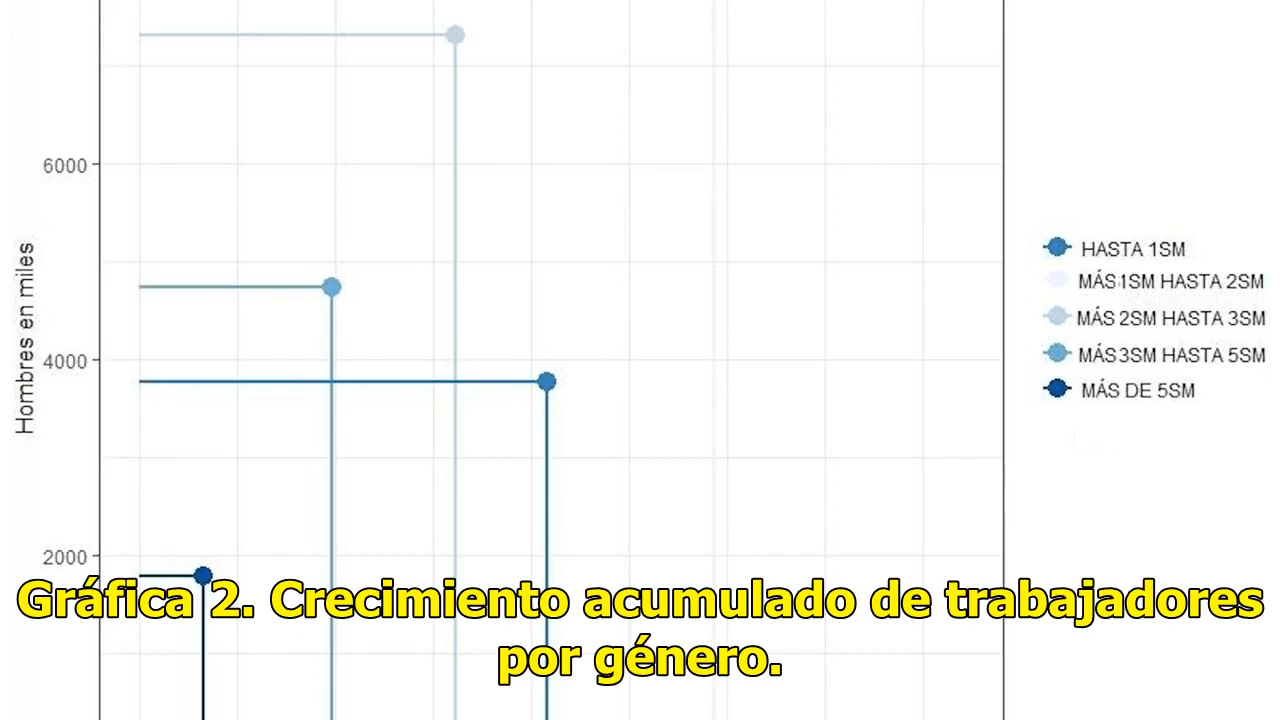 6000
4000
2000
Hombres en miles
HASTA 1SM
MÁS 1SM HASTA 2SM
MÁS 2SM HASTA 3SM
MÁS 3SM HASTA 5SM
MÁS DE 5SM
Gráfica 2. Crecimiento acumulado de trabajadores
por género.